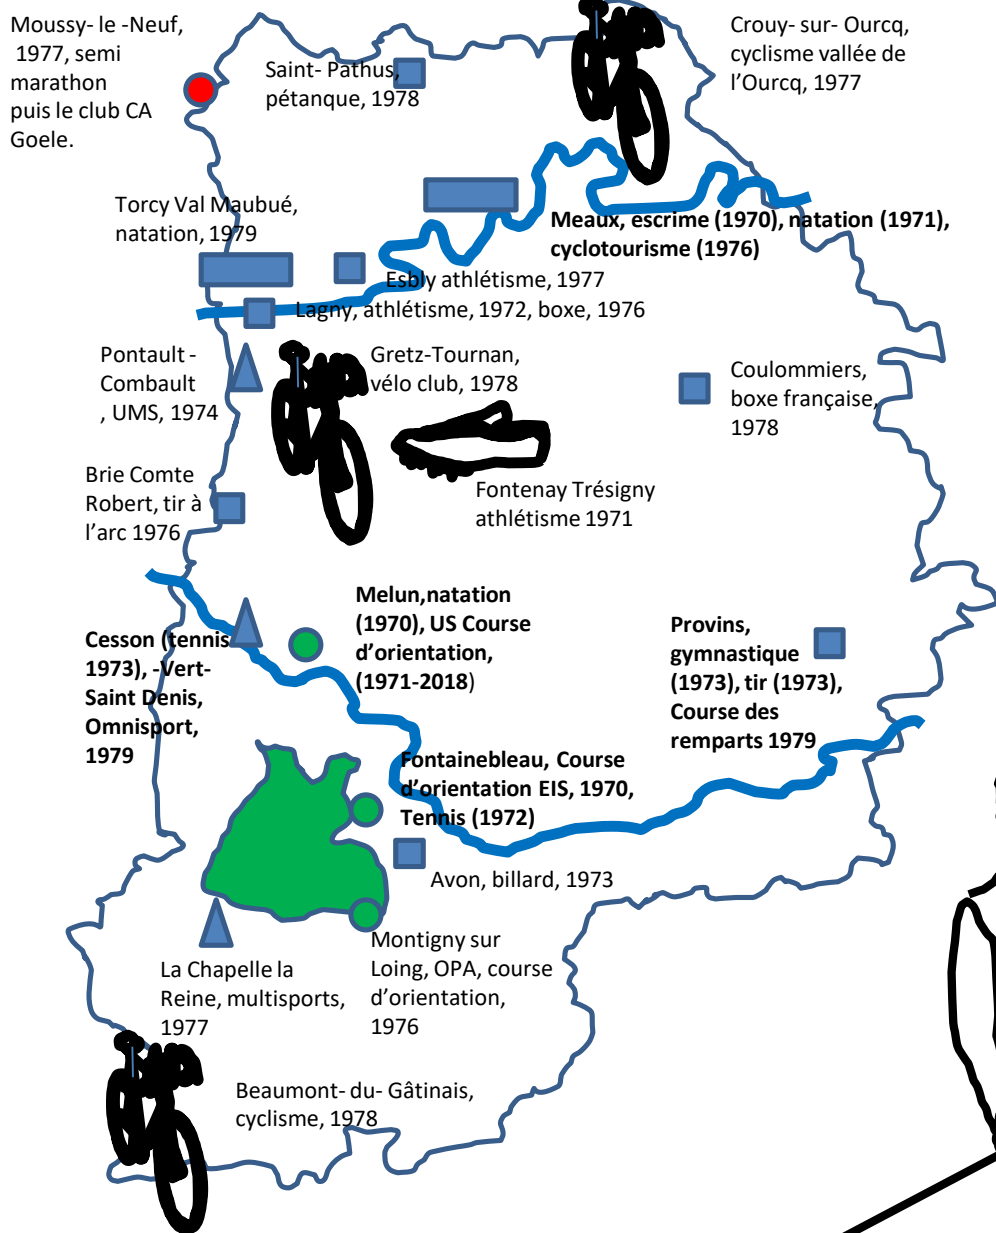 Moussy- le -Neuf,
1977, semi
marathon
puis le club CA
Goele.
Saint- Pathus,
pétanque, 1978
Crouy- sur- Ourcq,
cyclisme vallée de
l’Ourcq, 1977
Torcy Val Maubué,
natation, 1979
Meaux, escrime (1970), natation (1971),
cyclotourisme (1976)
Esbly athlétisme, 1977
Lagny, athlétisme, 1972, boxe, 1976
Pontault -
Combault
, UMS, 1974
Gretz-Tournan,
vélo club, 1978
Coulommiers,
boxe française,
1978
Brie Comte
Robert, tir à
l’arc 1976
Fontenay Trésigny
athlétisme 1971
Cesson (tennis
1973), -Vert-
Saint Denis,
Omnisport,
1979
Melun,natation
(1970), US Course
d’orientation,
(1971-2018)
Provins,
gymnastique
(1973), tir (1973),
Course des
remparts 1979
Fontainebleau, Course
d’orientation EIS, 1970,
Tennis (1972)
Avon, billard, 1973
La Chapelle la
Reine, multisports,
1977
Montigny sur
Loing, OPA, course
d’orientation,
1976
Beaumont- du- Gâtinais,
cyclisme, 1978